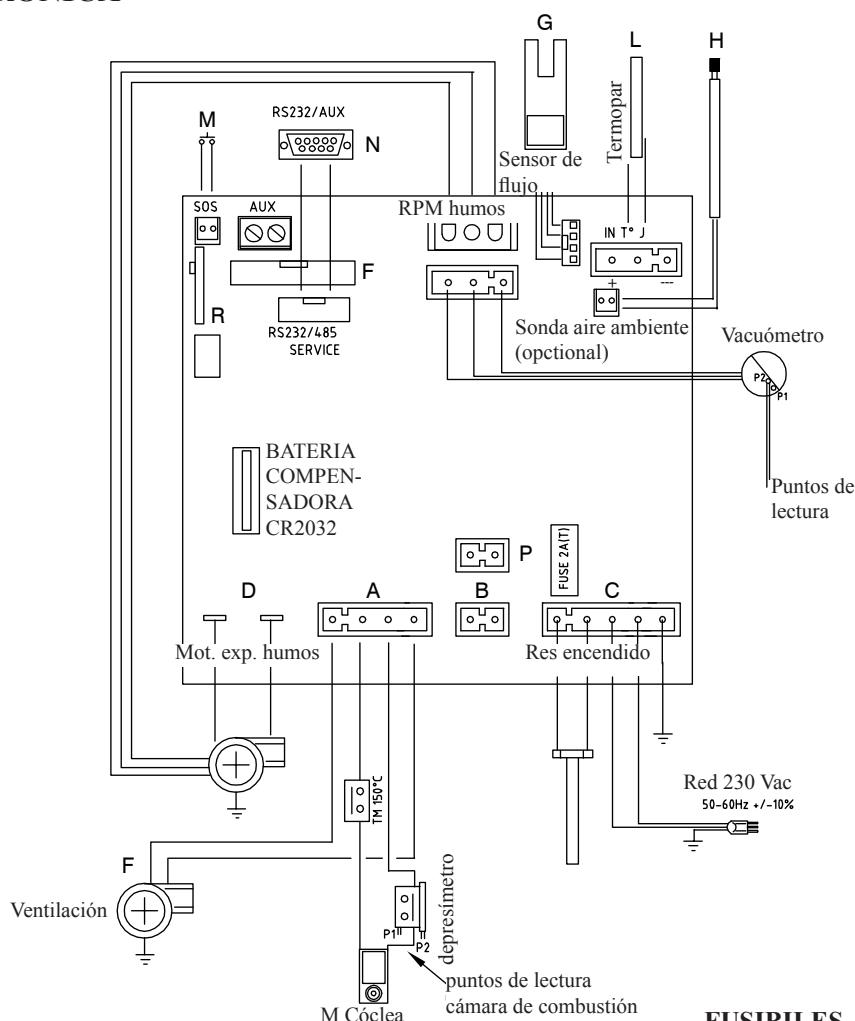 G
L
H
M
RS232/AUX
N
Termopar
Sensor de
flujo
SOS
AUX
RPM humos
IN Tº J
F
+
---
R
RS232/485
SERVICE
Sonda aire ambiente
(opctional)
Vacuómetro
P2
P1
BATERIA
COMPEN-
SADORA
CR2032
Puntos de
lectura
P
FUSE 2A(T)
D
A
B
C
Mot. exp. humos
Res encendido
TM 150°C
Red 230 Vac
50-60Hz +/-10%
F
Ventilación
depresímetro
P1
P2
puntos de lectura
cámara de combustión
M Cóclea
FUSIBLES